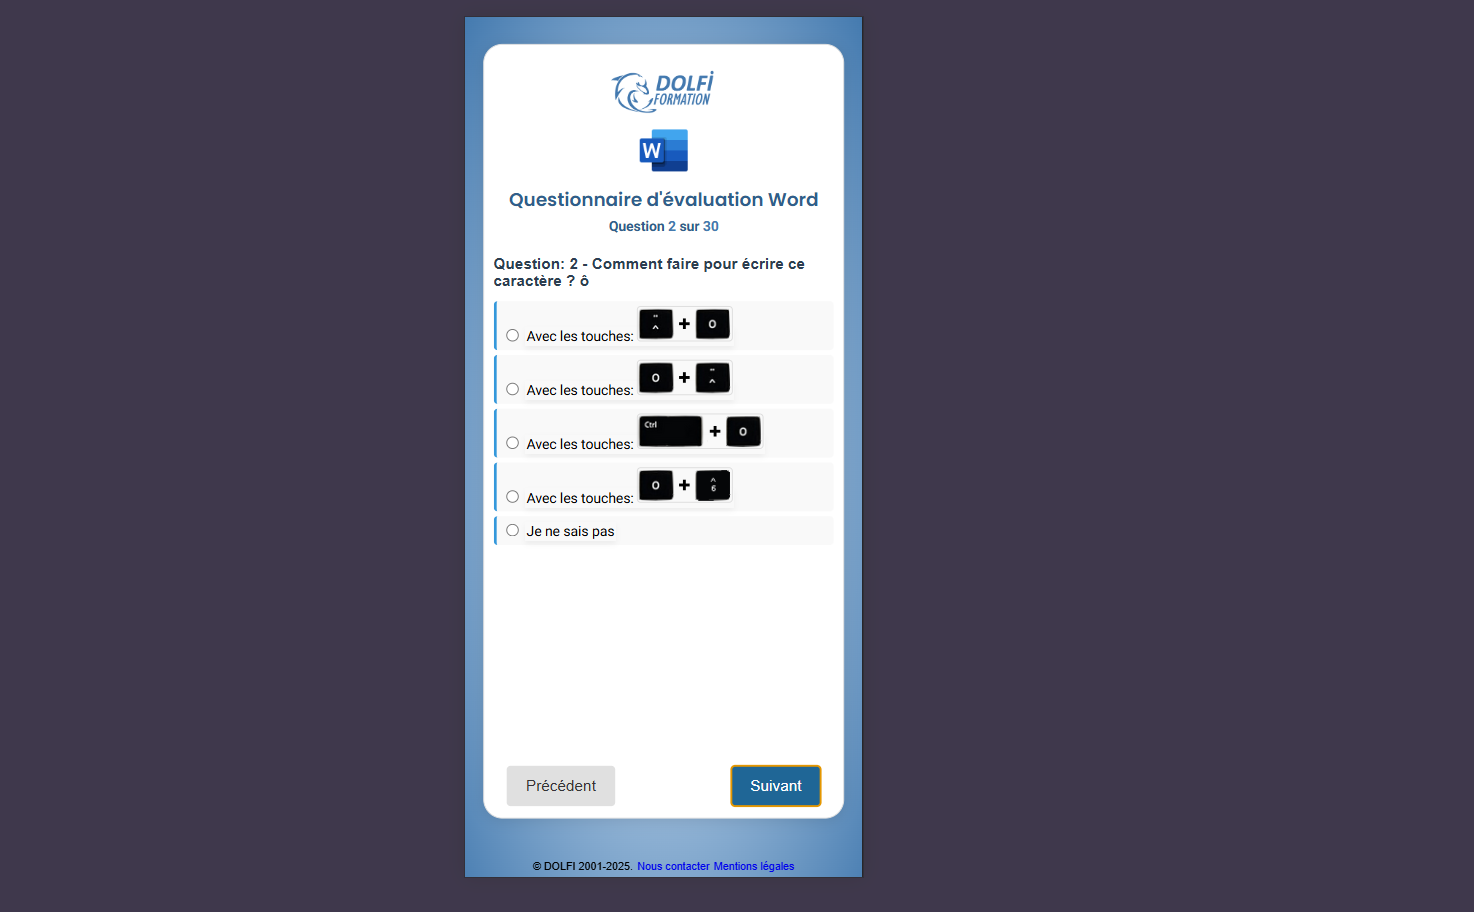 DOLFI
FORMATION
W
Questionnaire d'évaluation Word
Question 2 sur 30
Question: 2 - Comment faire pour écrire ce
caractère ? ô
Avec les touches: ¨ ^ + O
Avec les touches: O + ¨ ^
Avec les touches: Ctrl + O
Avec les touches: O + ^ 6
Je ne sais pas
Précédent Suivant
© DOLFI 2001-2025. Nous contacter Mentions légales